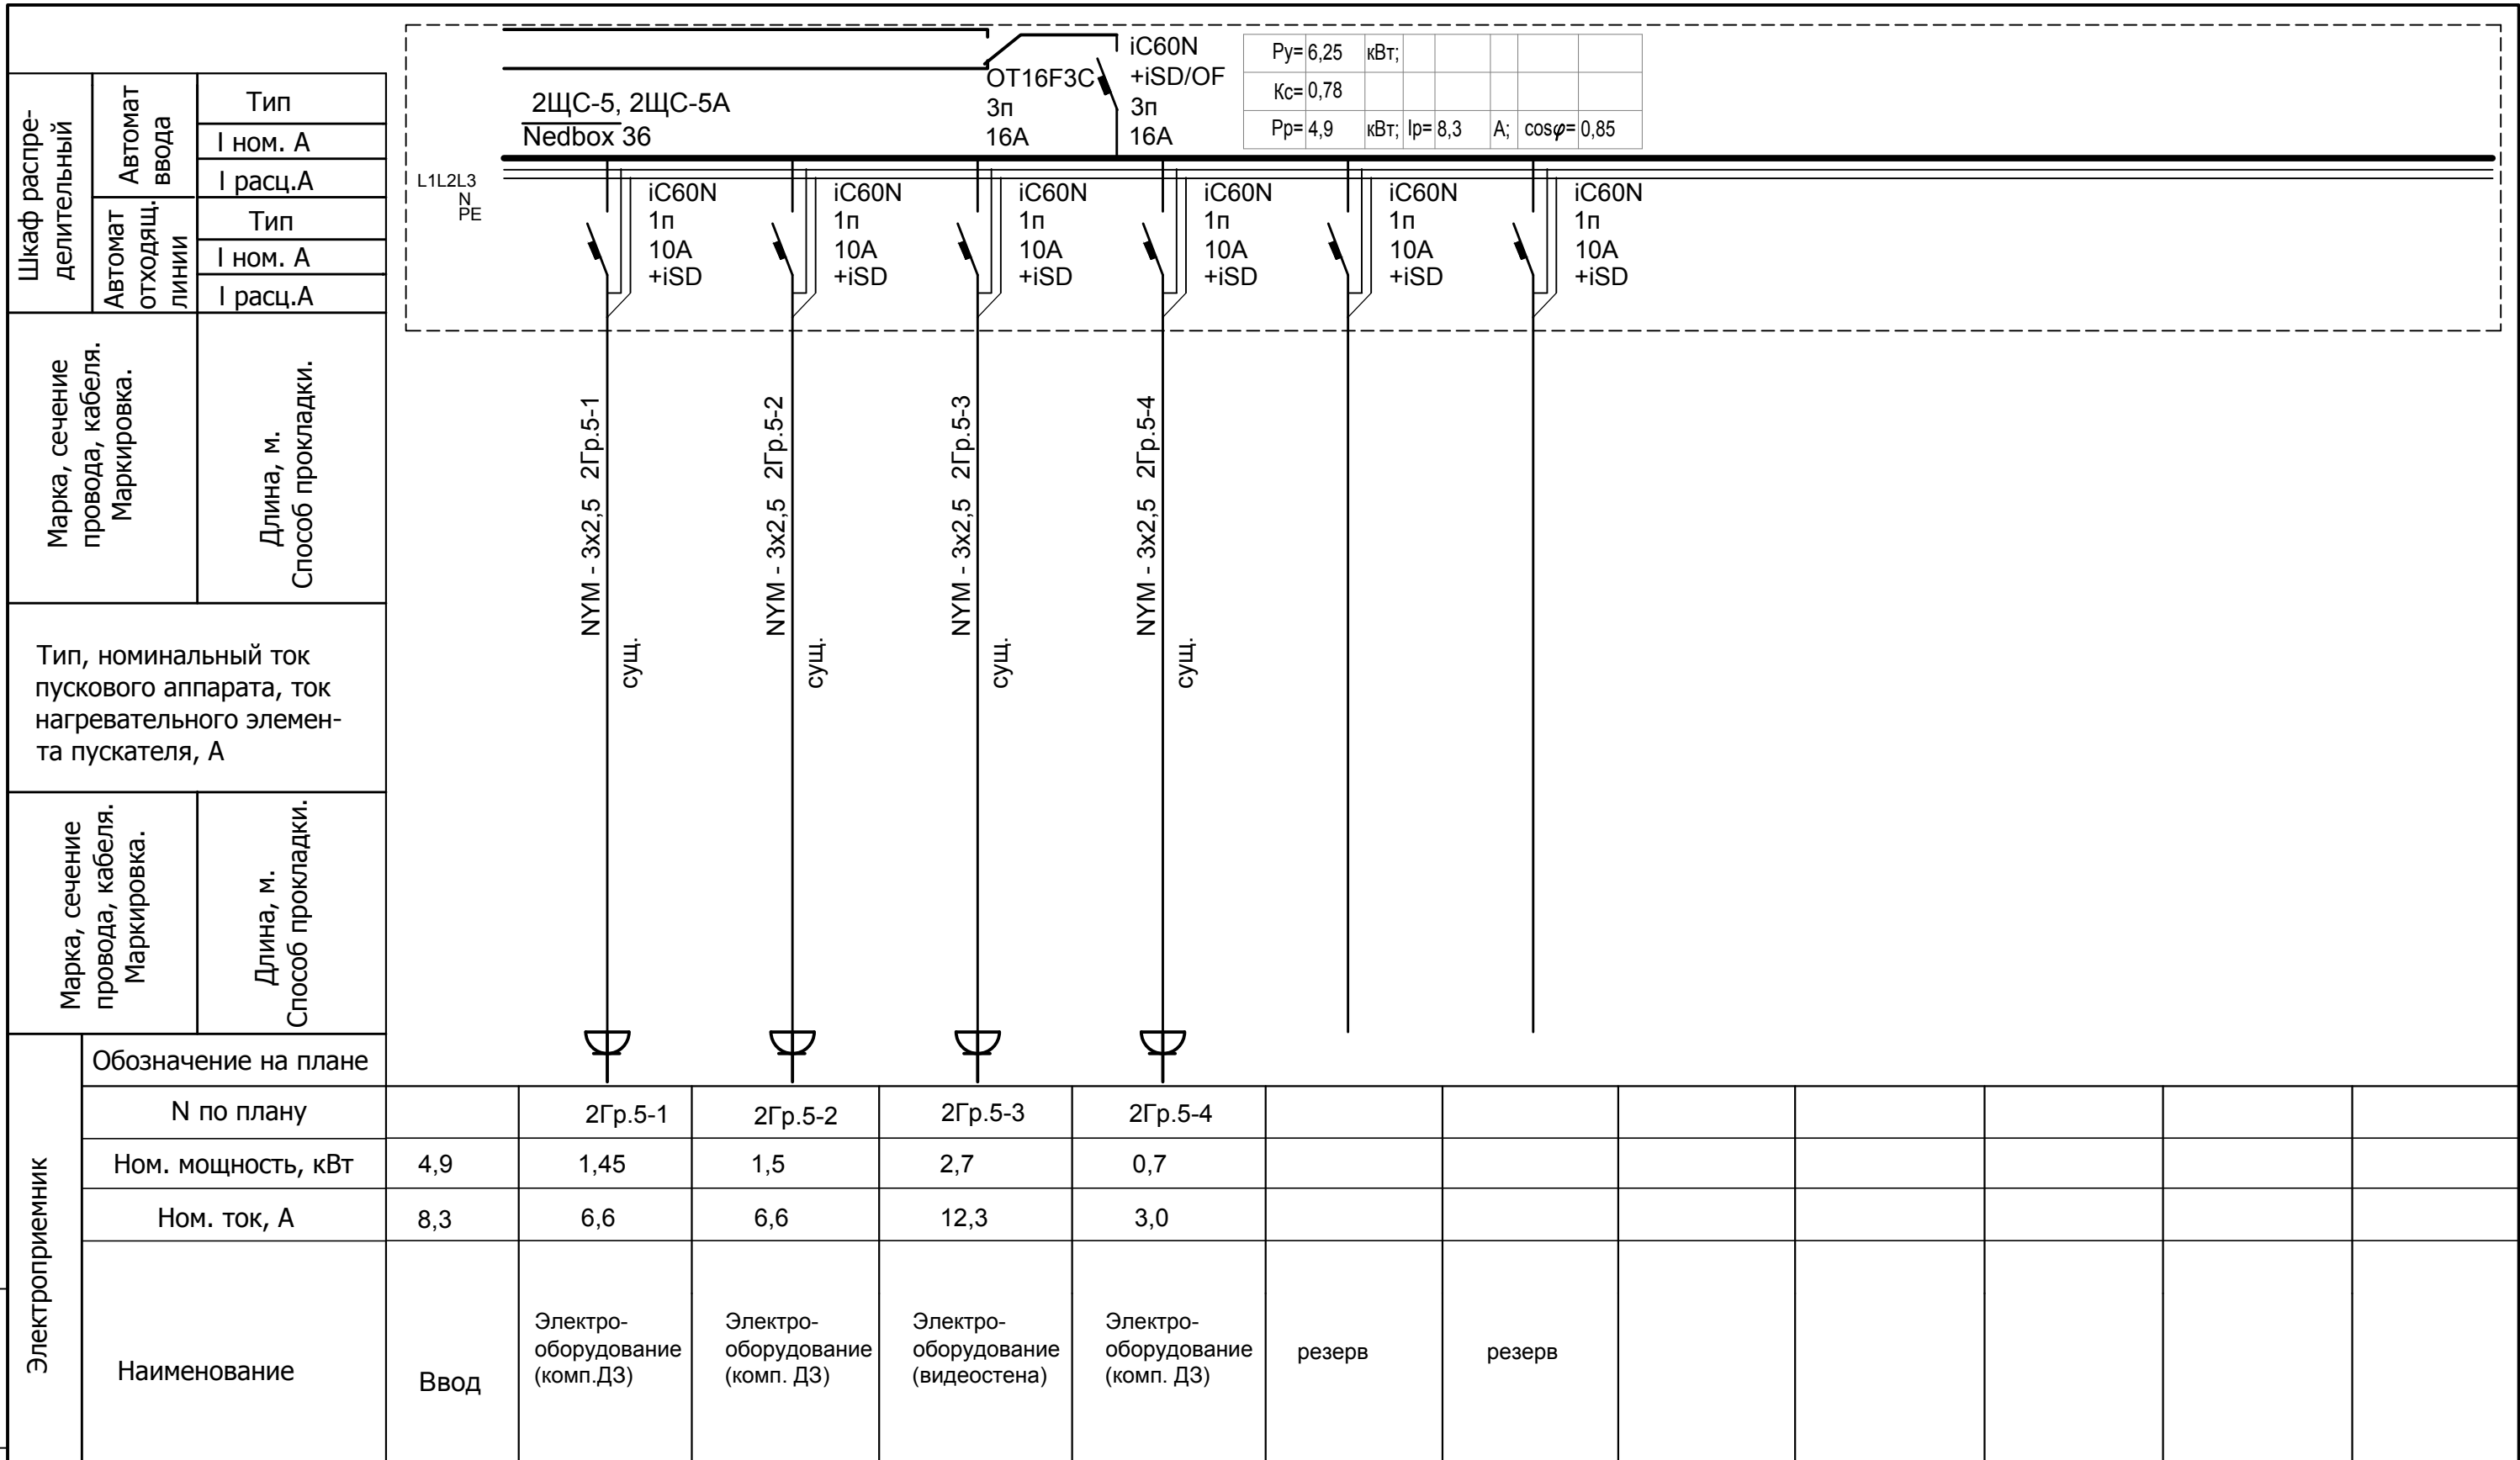 Шкаф распре-
делительный
Автомат
ввода
Тип
I ном. А
I расц.А
Автомат
отходящ.
линии
Тип
I ном. А
I расц.А
Марка, сечение
провода, кабеля.
Маркировка.
Длина, м.
Способ прокладки.
Тип, номинальный ток
пускового аппарата, ток
нагревательного элемен-
та пускателя, А
Марка, сечение
провода, кабеля.
Маркировка.
Длина, м.
Способ прокладки.
2ЩС-5, 2ЩС-5А
Nedbox 36
OT16F3C
3п
16А
iC60N
+iSD/OF
3п
16А
Ру= 6,25 кВт;
Кс= 0,78
Рр= 4,9 кВт; Iр= 8,3 А; cosφ= 0,85
L1L2L3
N
PE
iC60N
1п
10А
+iSD
iC60N
1п
10А
+iSD
iC60N
1п
10А
+iSD
iC60N
1п
10А
+iSD
iC60N
1п
10А
+iSD
iC60N
1п
10А
+iSD
NYM - 3x2,5 2Гр.5-1
сущ.
NYM - 3x2,5 2Гр.5-2
сущ.
NYM - 3x2,5 2Гр.5-3
сущ.
NYM - 3x2,5 2Гр.5-4
сущ.
Электроприемник
Обозначение на плане
N по плану 2Гр.5-1 2Гр.5-2 2Гр.5-3 2Гр.5-4
Ном. мощность, кВт 4,9 1,45 1,5 2,7 0,7
Ном. ток, А 8,3 6,6 6,6 12,3 3,0
Наименование
Ввод
Электро-
оборудование
(комп.ДЗ)
Электро-
оборудование
(комп. ДЗ)
Электро-
оборудование
(видеостена)
Электро-
оборудование
(комп. ДЗ)
резерв
резерв